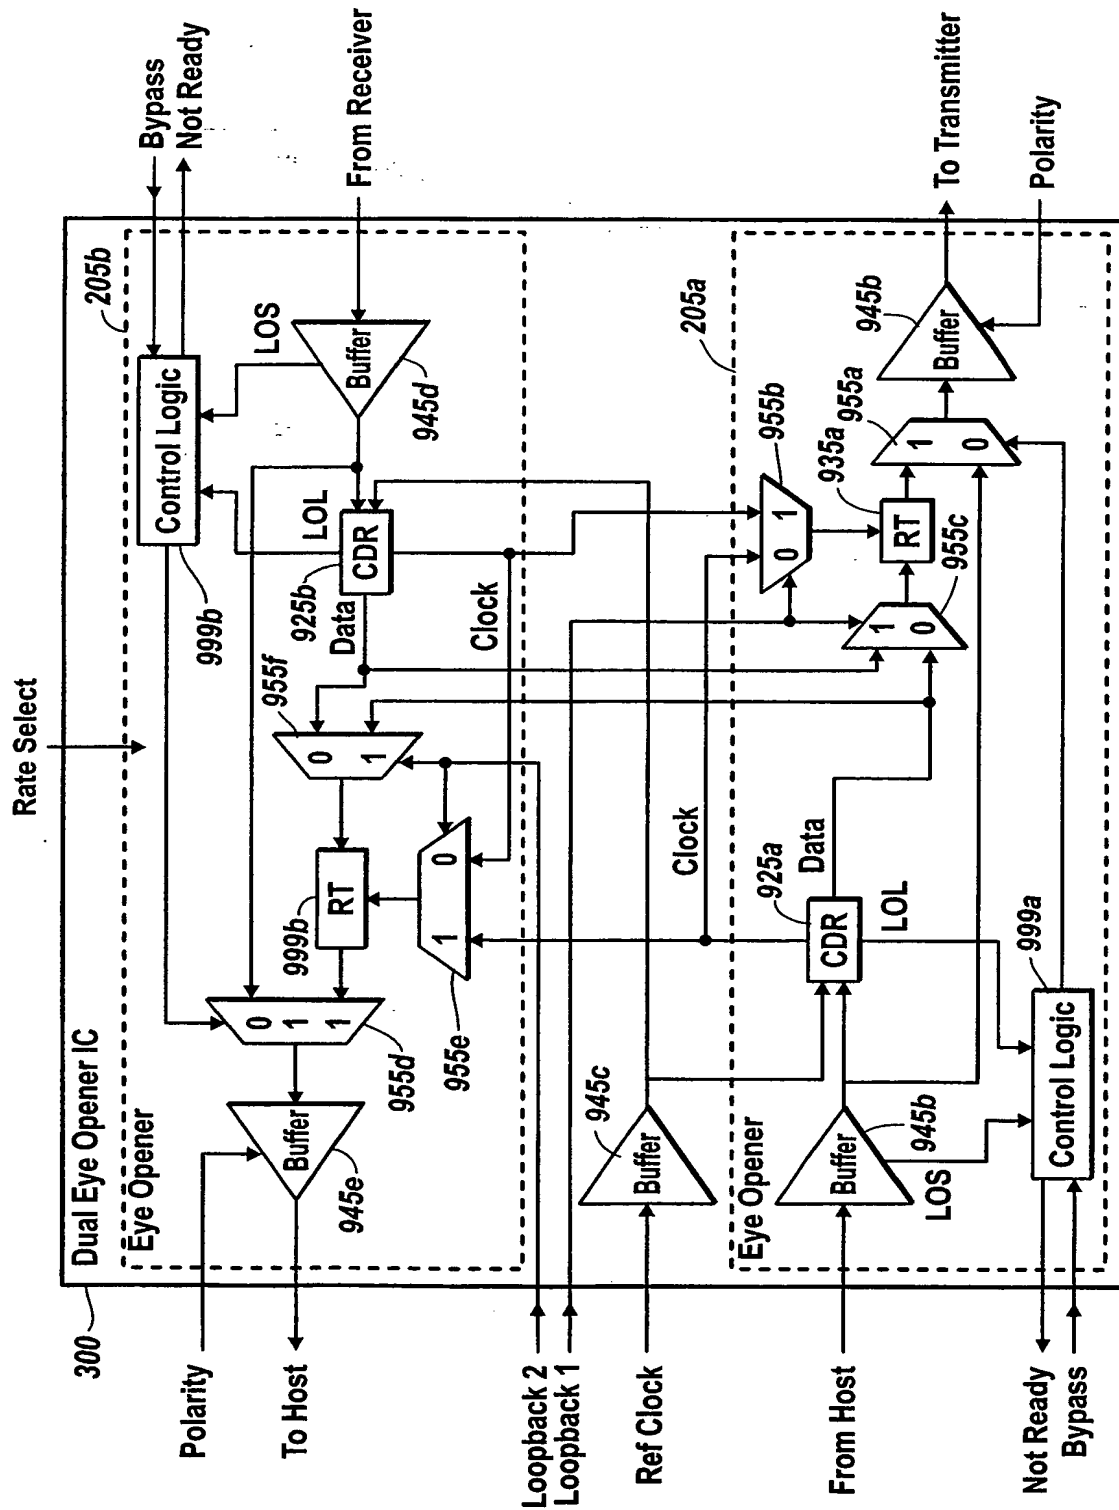 Rate Select
300
Dual Eye Opener IC
Eye Opener
205b
Bypass
Not Ready
Control Logic
999b
LOS
From Receiver
Buffer
945d
LOL
CDR
925b
Data
Clock
955f
0
1
RT
999b
1
0
955e
0
1
1
955d
Buffer
945e
Polarity
To Host
Loopback 2
Loopback 1
Ref Clock
Buffer
945c
Eye Opener
205a
From Host
Buffer
945b
LOS
CDR
925a
LOL
Data
Clock
Control Logic
999a
Not Ready
Bypass
0
1
955b
1
0
955c
RT
935a
1
0
955a
Buffer
945b
To Transmitter
Polarity